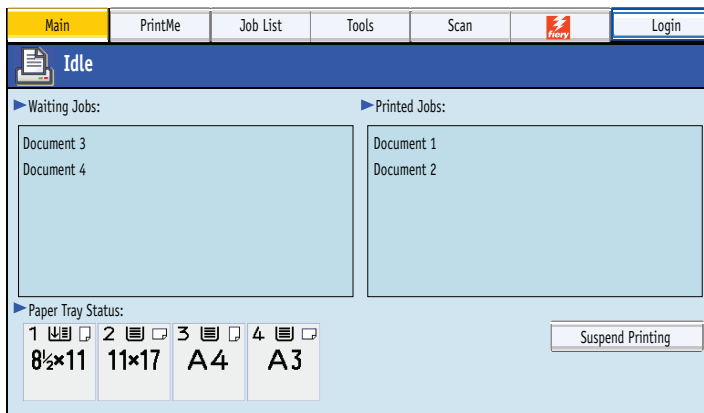 Main PrintMe Job List Tools Scan fiery Login
Idle
Waiting Jobs:
Document 3
Document 4
Printed Jobs:
Document 1
Document 2
Paper Tray Status:
1 2 3 4
8½×11 11×17 A4 A3
Suspend Printing